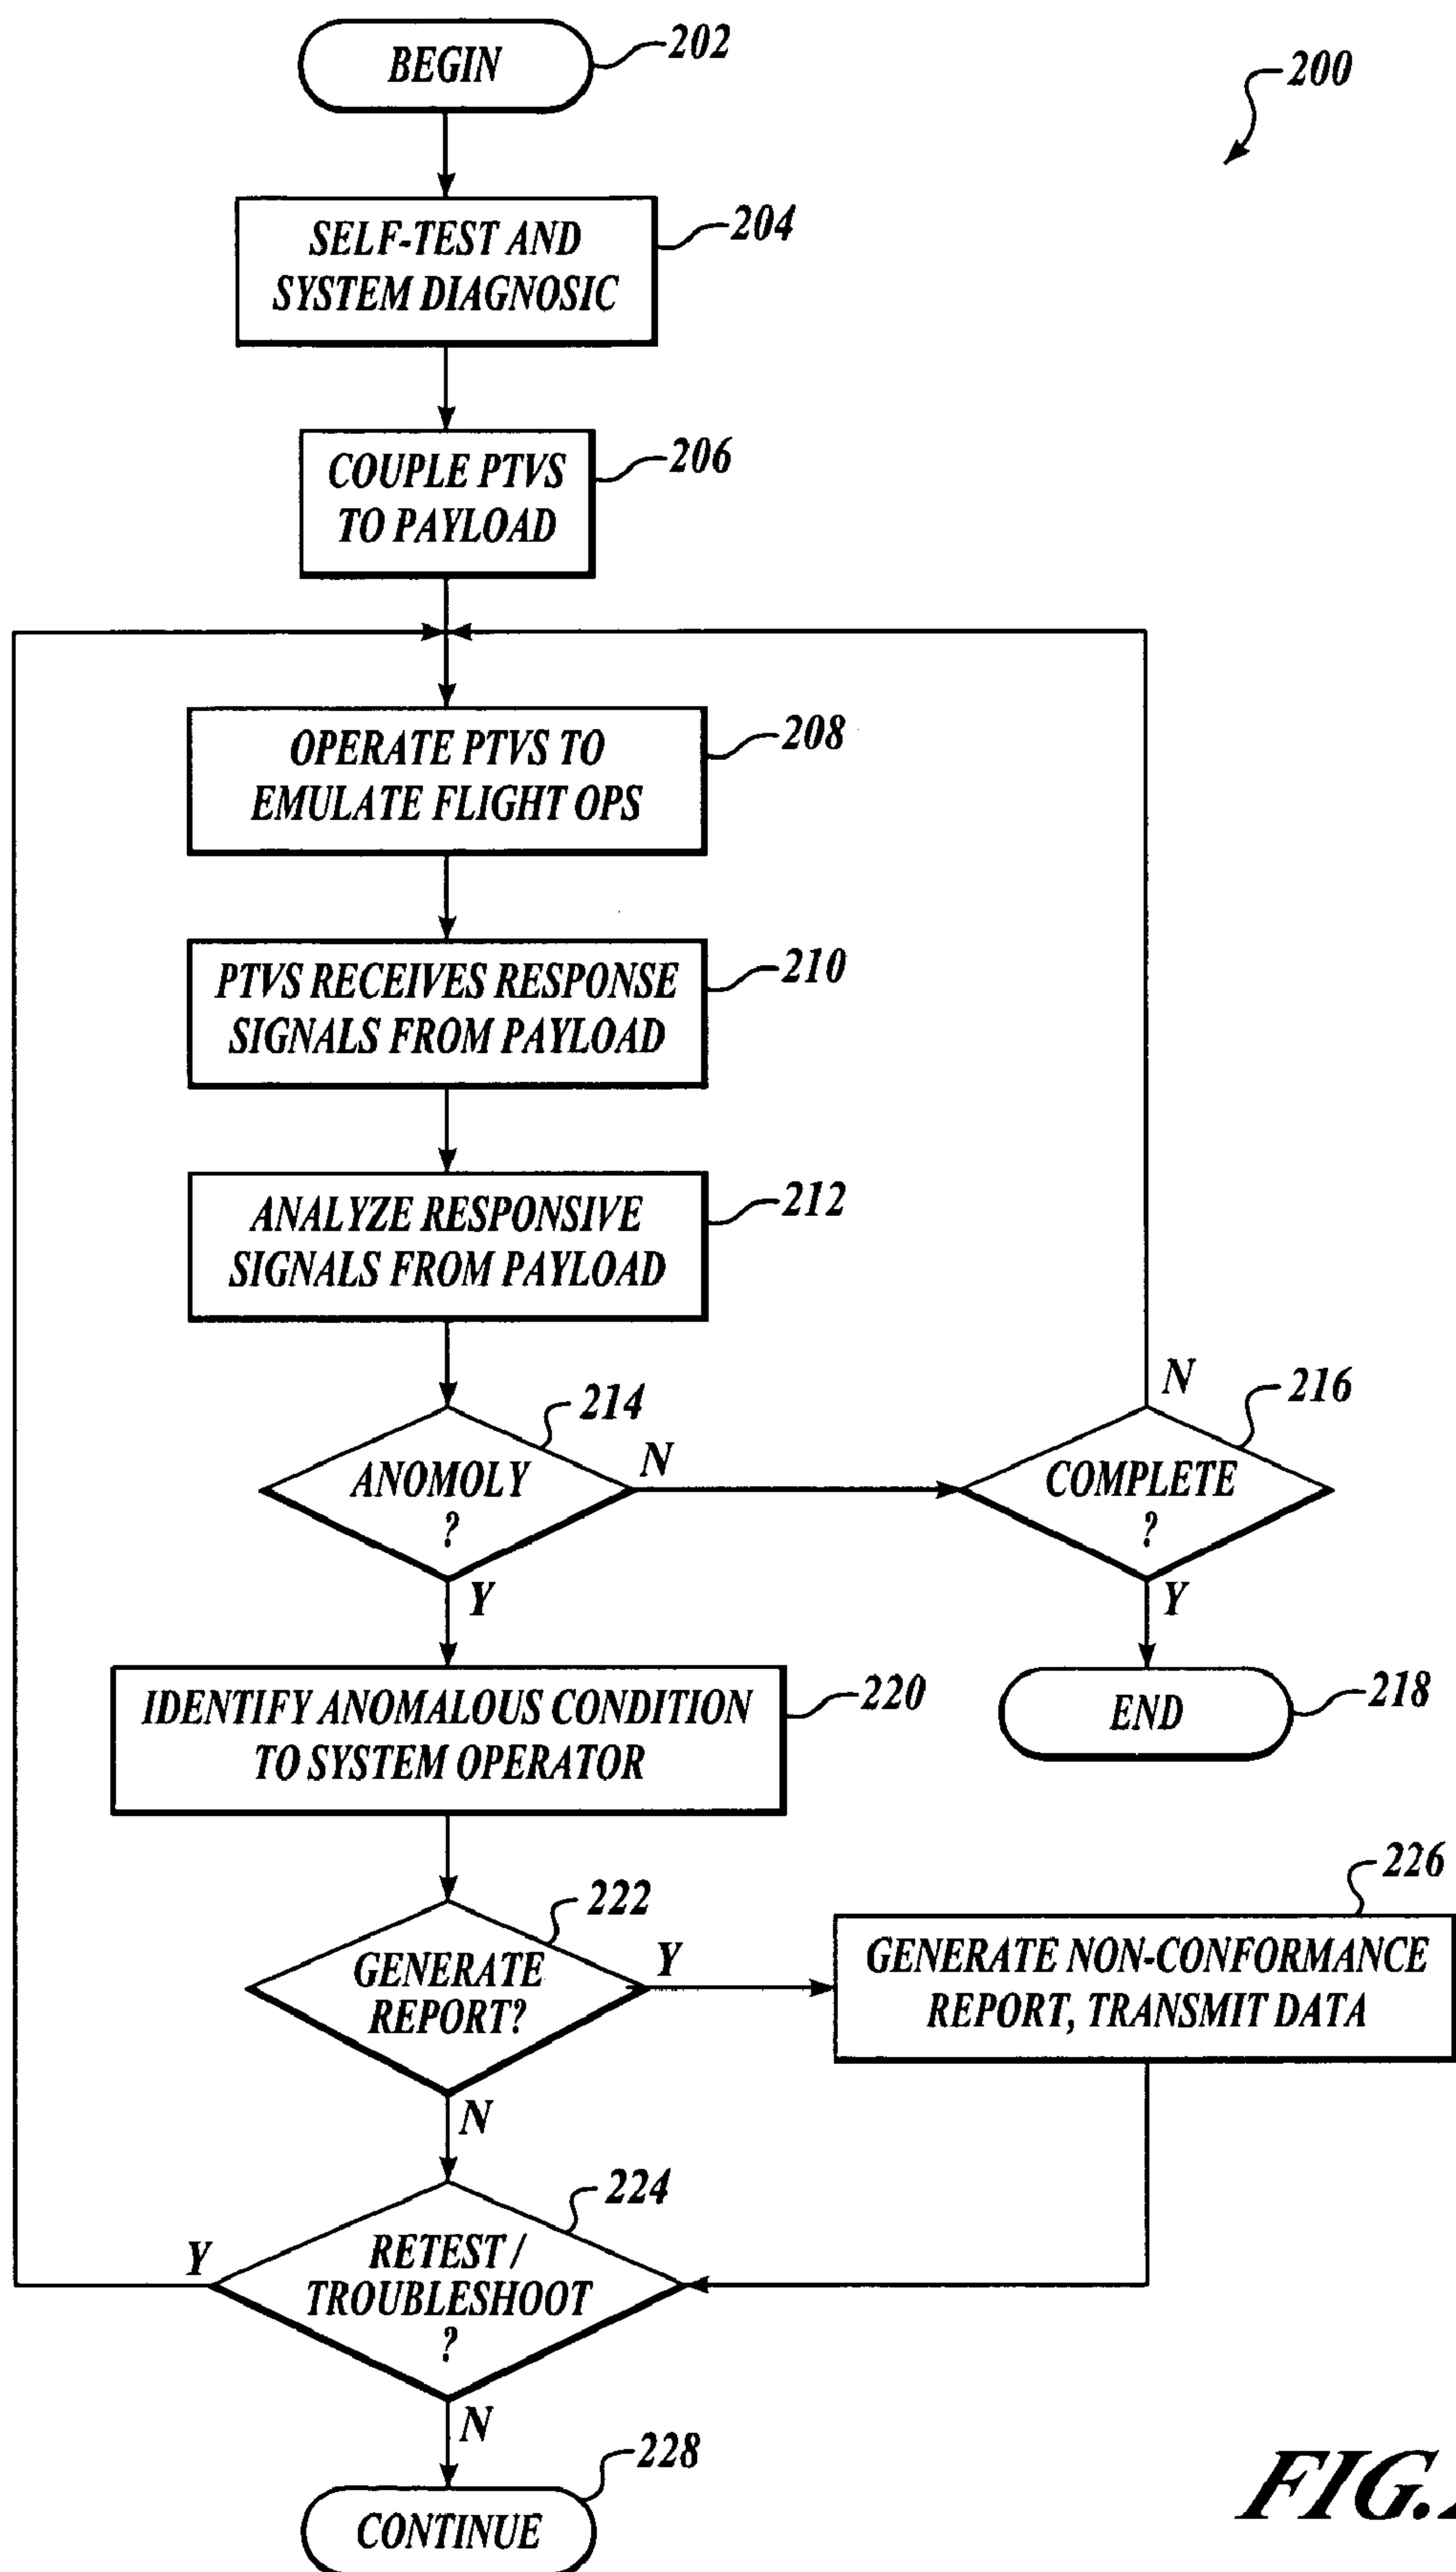 BEGIN
202
200
SELF-TEST AND
SYSTEM DIAGNOSIC
204
COUPLE PTVS
TO PAYLOAD
206
OPERATE PTVS TO
EMULATE FLIGHT OPS
208
PTVS RECEIVES RESPONSE
SIGNALS FROM PAYLOAD
210
ANALYZE RESPONSIVE
SIGNALS FROM PAYLOAD
212
ANOMOLY
?
214
N
Y
COMPLETE
?
216
N
Y
END
218
IDENTIFY ANOMALOUS CONDITION
TO SYSTEM OPERATOR
220
GENERATE
REPORT?
222
Y
N
GENERATE NON-CONFORMANCE
REPORT, TRANSMIT DATA
226
RETEST /
TROUBLESHOOT
?
224
Y
N
CONTINUE
228
FIG.